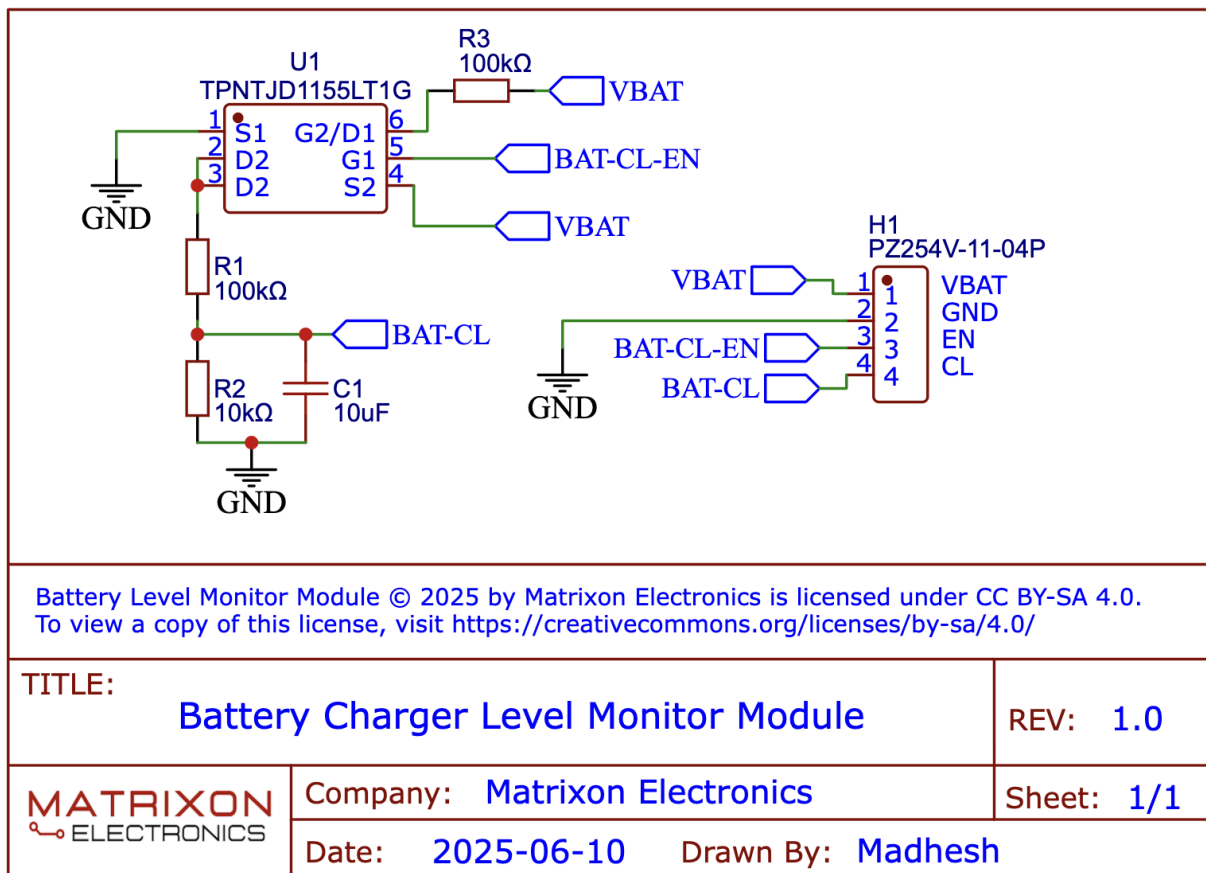 U1
TPNTJD1155LT1G
R3
100kΩ
VBAT
1
S1
G2/D1
6
2
D2
G1
5
BAT-CL-EN
3
D2
S2
4
VBAT
GND
R1
100kΩ
BAT-CL
R2
10kΩ
C1
10uF
GND
H1
PZ254V-11-04P
VBAT
1
1
VBAT
2
2
GND
BAT-CL-EN
3
3
EN
BAT-CL
4
4
CL
GND
Battery Level Monitor Module © 2025 by Matrixon Electronics is licensed under CC BY-SA 4.0.
To view a copy of this license, visit https://creativecommons.org/licenses/by-sa/4.0/
TITLE:
Battery Charger Level Monitor Module
REV: 1.0
MATRIXON
ELECTRONICS
Company: Matrixon Electronics
Sheet: 1/1
Date: 2025-06-10 Drawn By: Madhesh